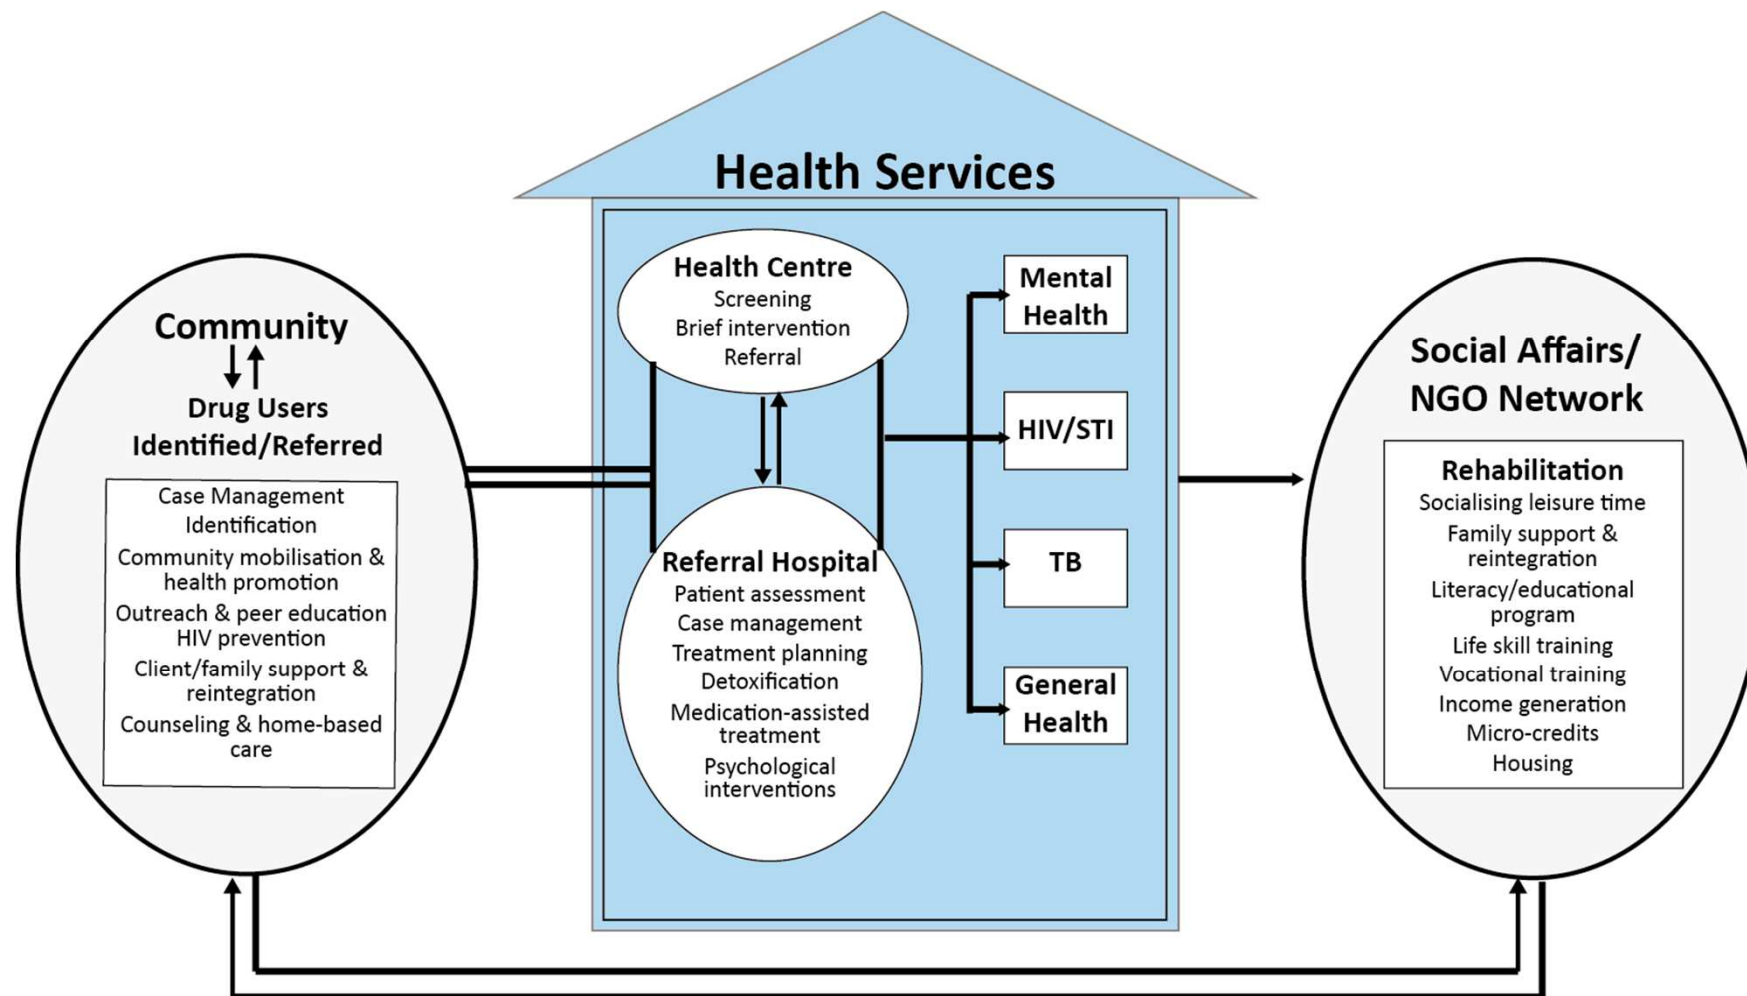 Health Services
Community
Drug Users
Identified/Referred
Case Management
Identification
Community mobilisation &
health promotion
Outreach & peer education
HIV prevention
Client/family support &
reintegration
Counseling & home-based
care
Health Centre
Screening
Brief intervention
Referral
Referral Hospital
Patient assessment
Case management
Treatment planning
Detoxification
Medication-assisted
treatment
Psychological
interventions
Mental
Health
HIV/STI
TB
General
Health
Social Affairs/
NGO Network
Rehabilitation
Socialising leisure time
Family support &
reintegration
Literacy/educational
program
Life skill training
Vocational training
Income generation
Micro-credits
Housing